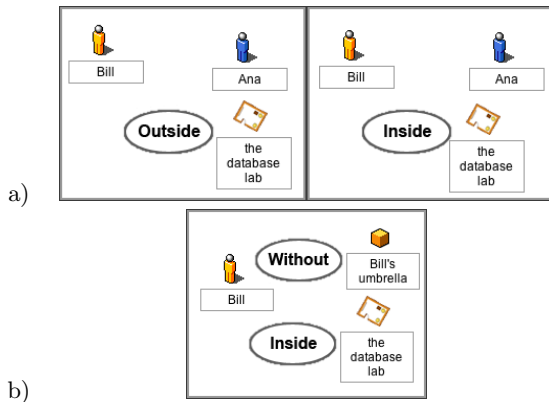 Bill
Ana
Outside
the
database
lab
Bill
Ana
Inside
the
database
lab
a)
Without
Bill's
umbrella
Bill
Inside
the
database
lab
b)